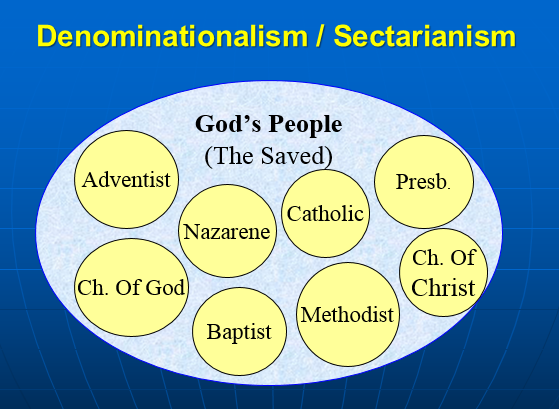 Denominationalism / Sectarianism
God's People
(The Saved)
Adventist
Nazarene
Catholic
Presb.
Ch. Of God
Baptist
Methodist
Ch. Of
Christ